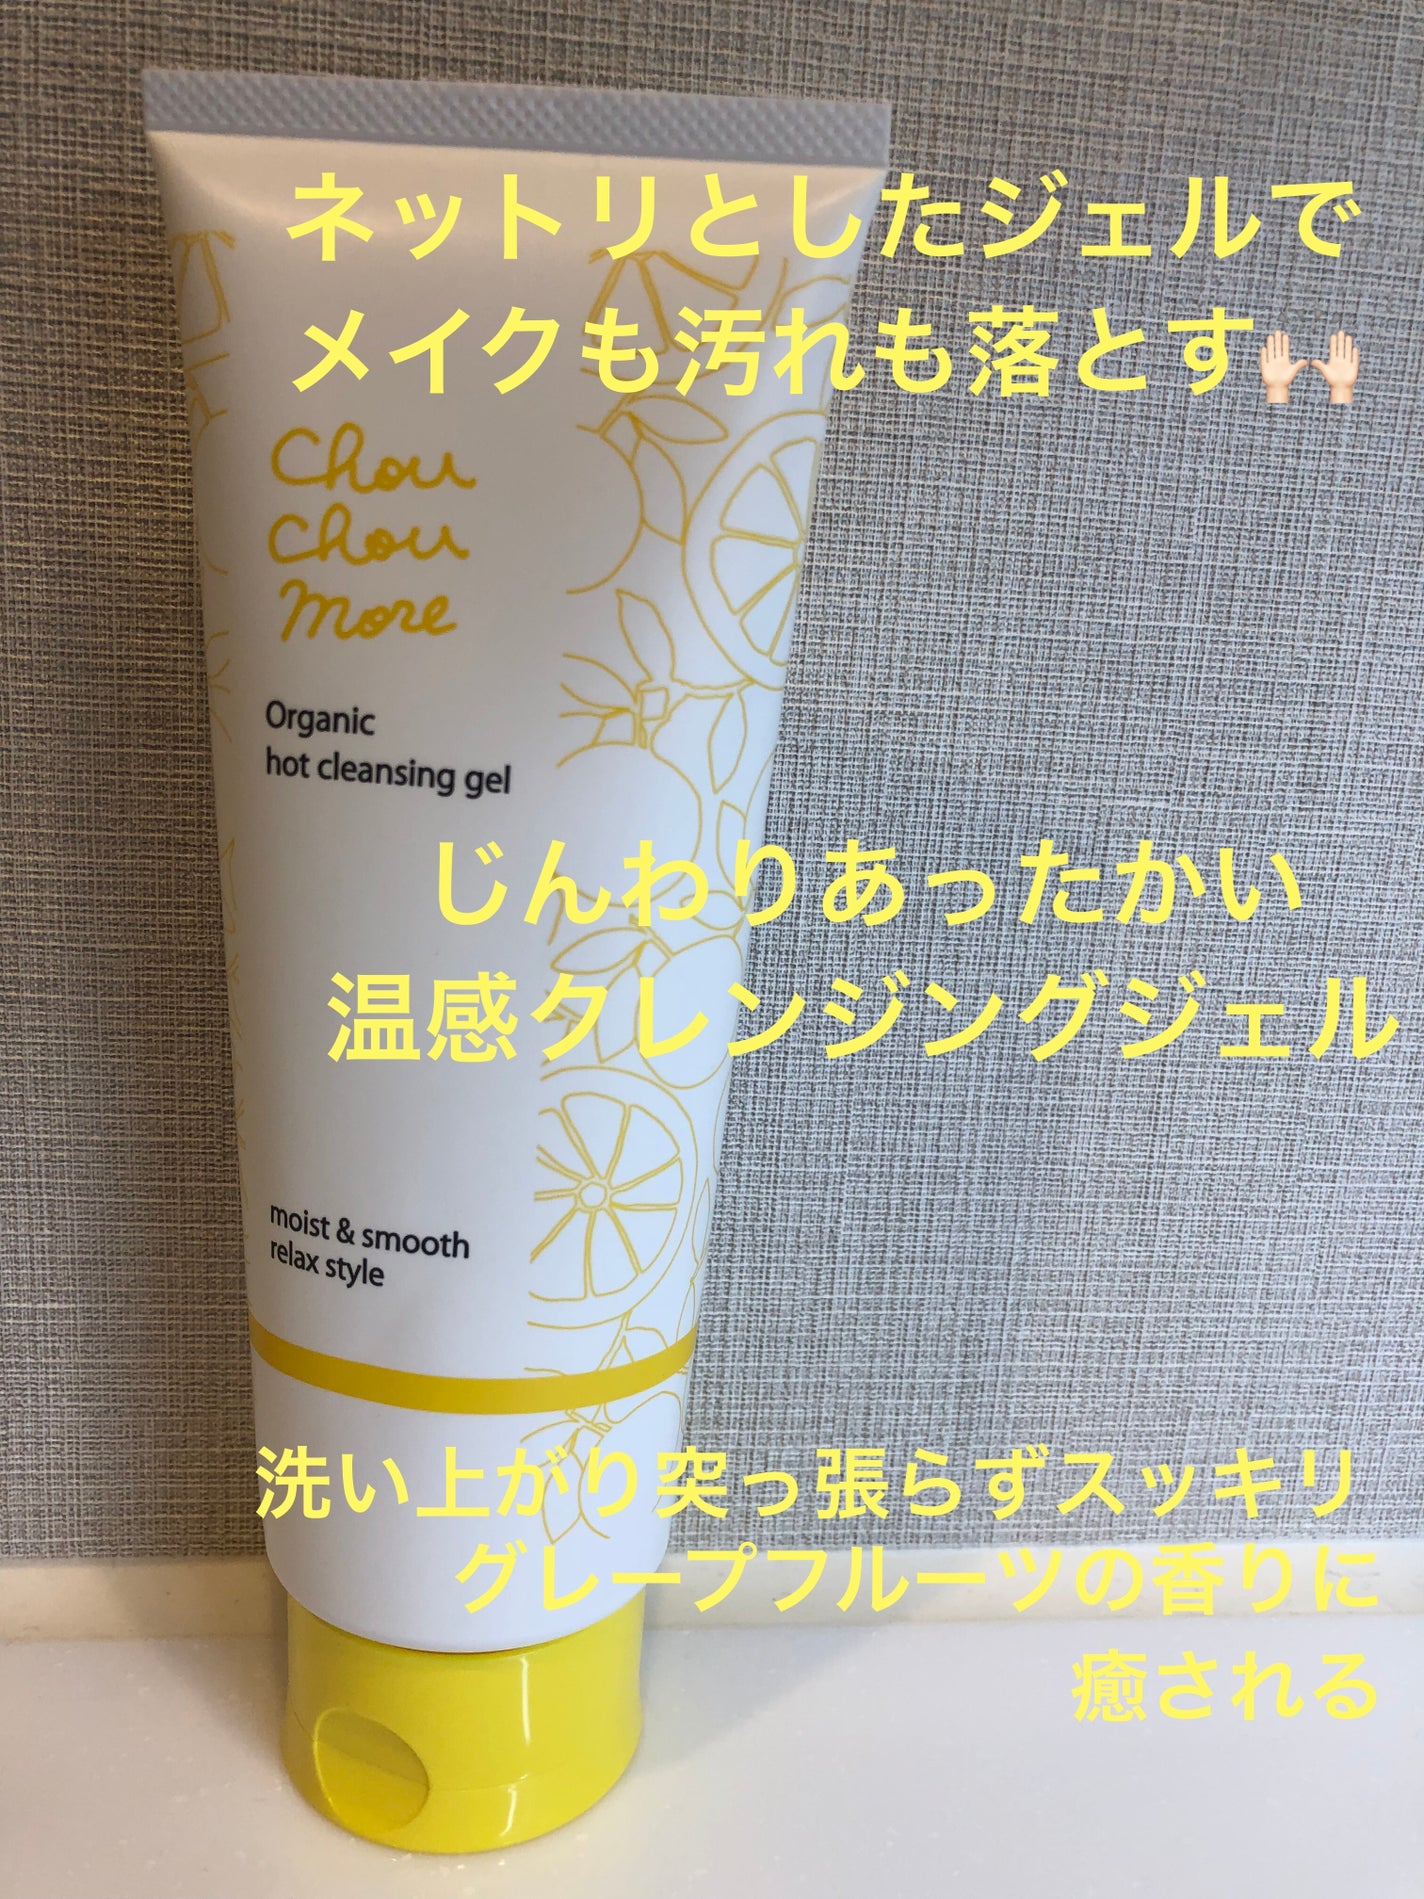 ネットリとしたジェルで
メイクも汚れも落とす🙌🏻
Chou
Chou
More
Organic
hot cleansing gel
じんわりあったかい
温感クレンジングジェル
moist & smooth
relax style
洗い上がり突っ張らずスッキリ
グレープフルーツの香りに
癒される